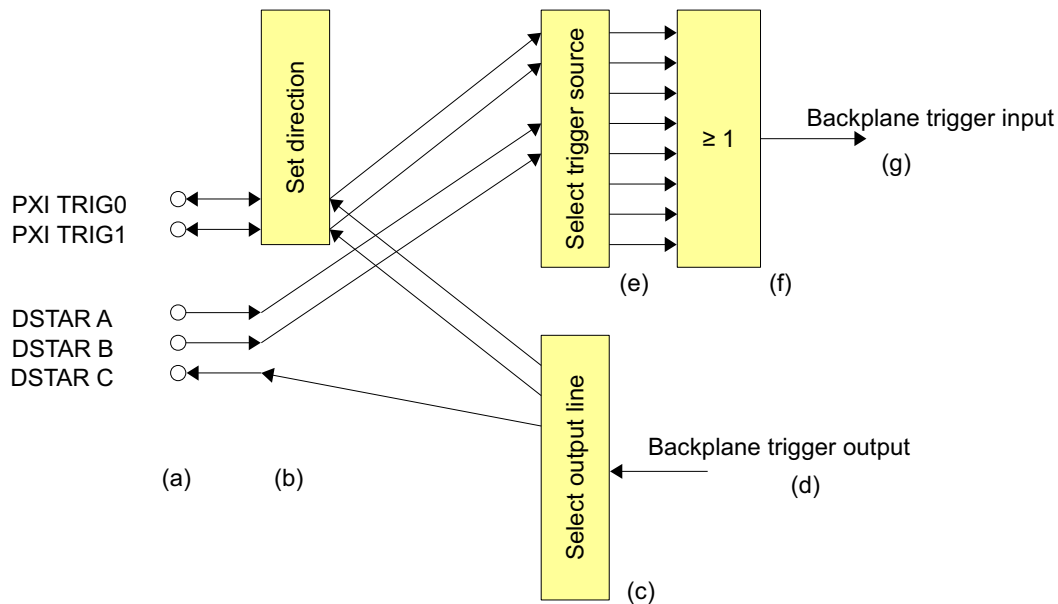 Set direction
Select trigger source
≥ 1
Backplane trigger input
(g)
PXI TRIG0
PXI TRIG1
(e)
(f)
DSTAR A
DSTAR B
DSTAR C
Select output line
Backplane trigger output
(a)
(b)
(d)
(c)